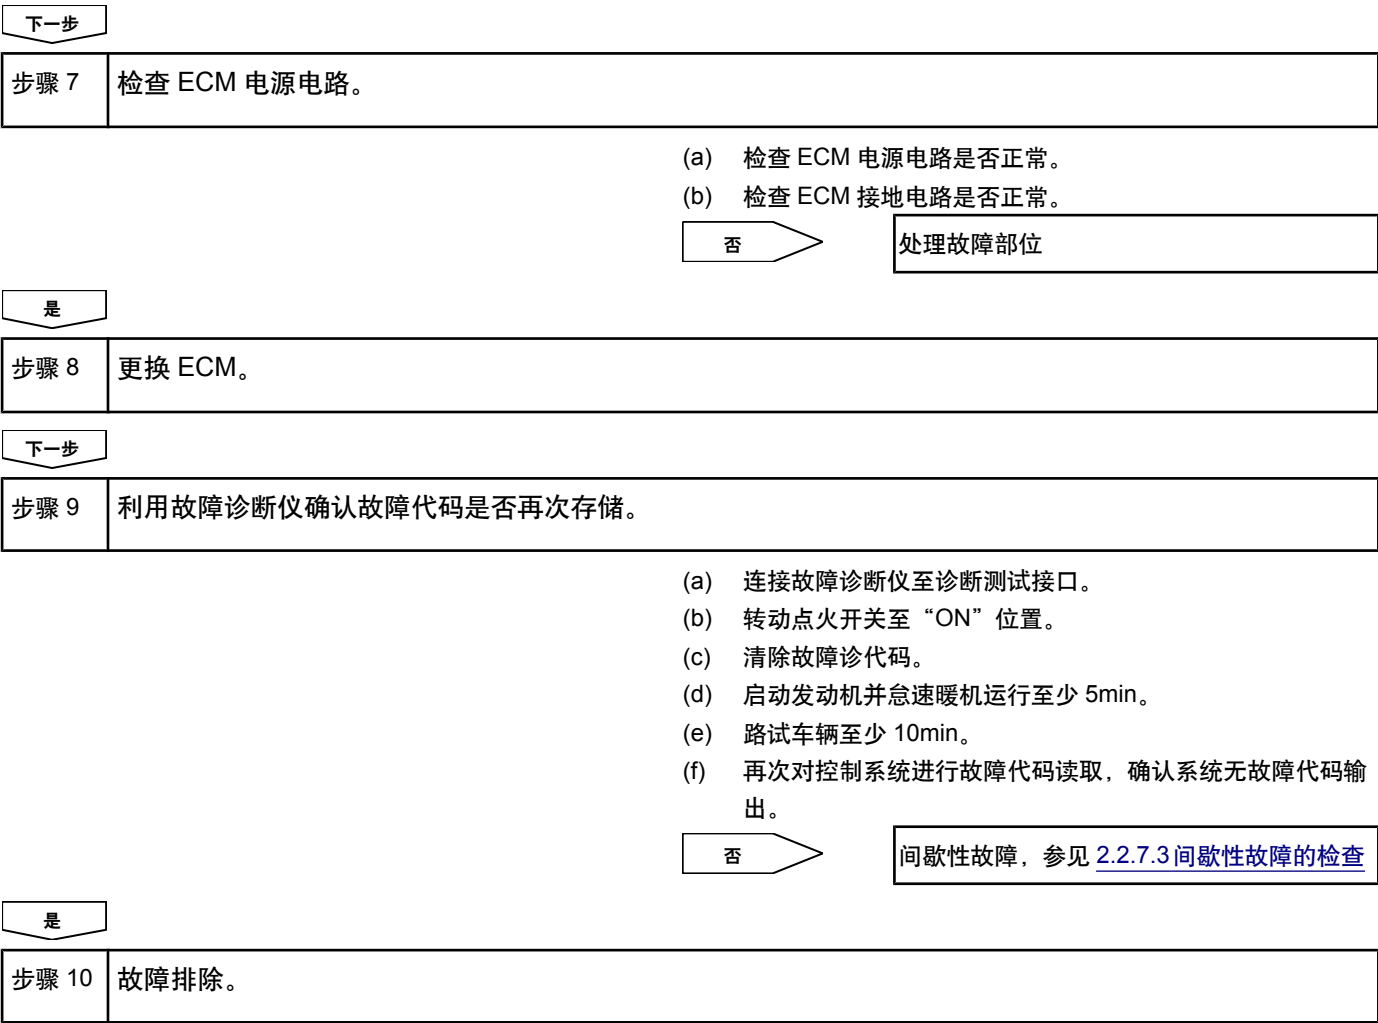 下一步
步骤 7 检查 ECM 电源电路。
(a) 检查 ECM 电源电路是否正常。
(b) 检查 ECM 接地电路是否正常。
否 处理故障部位
是
步骤 8 更换 ECM。
下一步
步骤 9 利用故障诊断仪确认故障代码是否再次存储。
(a) 连接故障诊断仪至诊断测试接口。
(b) 转动点火开关至“ON”位置。
(c) 清除故障诊代码。
(d) 启动发动机并怠速暖机运行至少 5min。
(e) 路试车辆至少 10min。
(f) 再次对控制系统进行故障代码读取，确认系统无故障代码输
出。
否 间歇性故障，参见 2.2.7.3 间歇性故障的检查
是
步骤 10 故障排除。